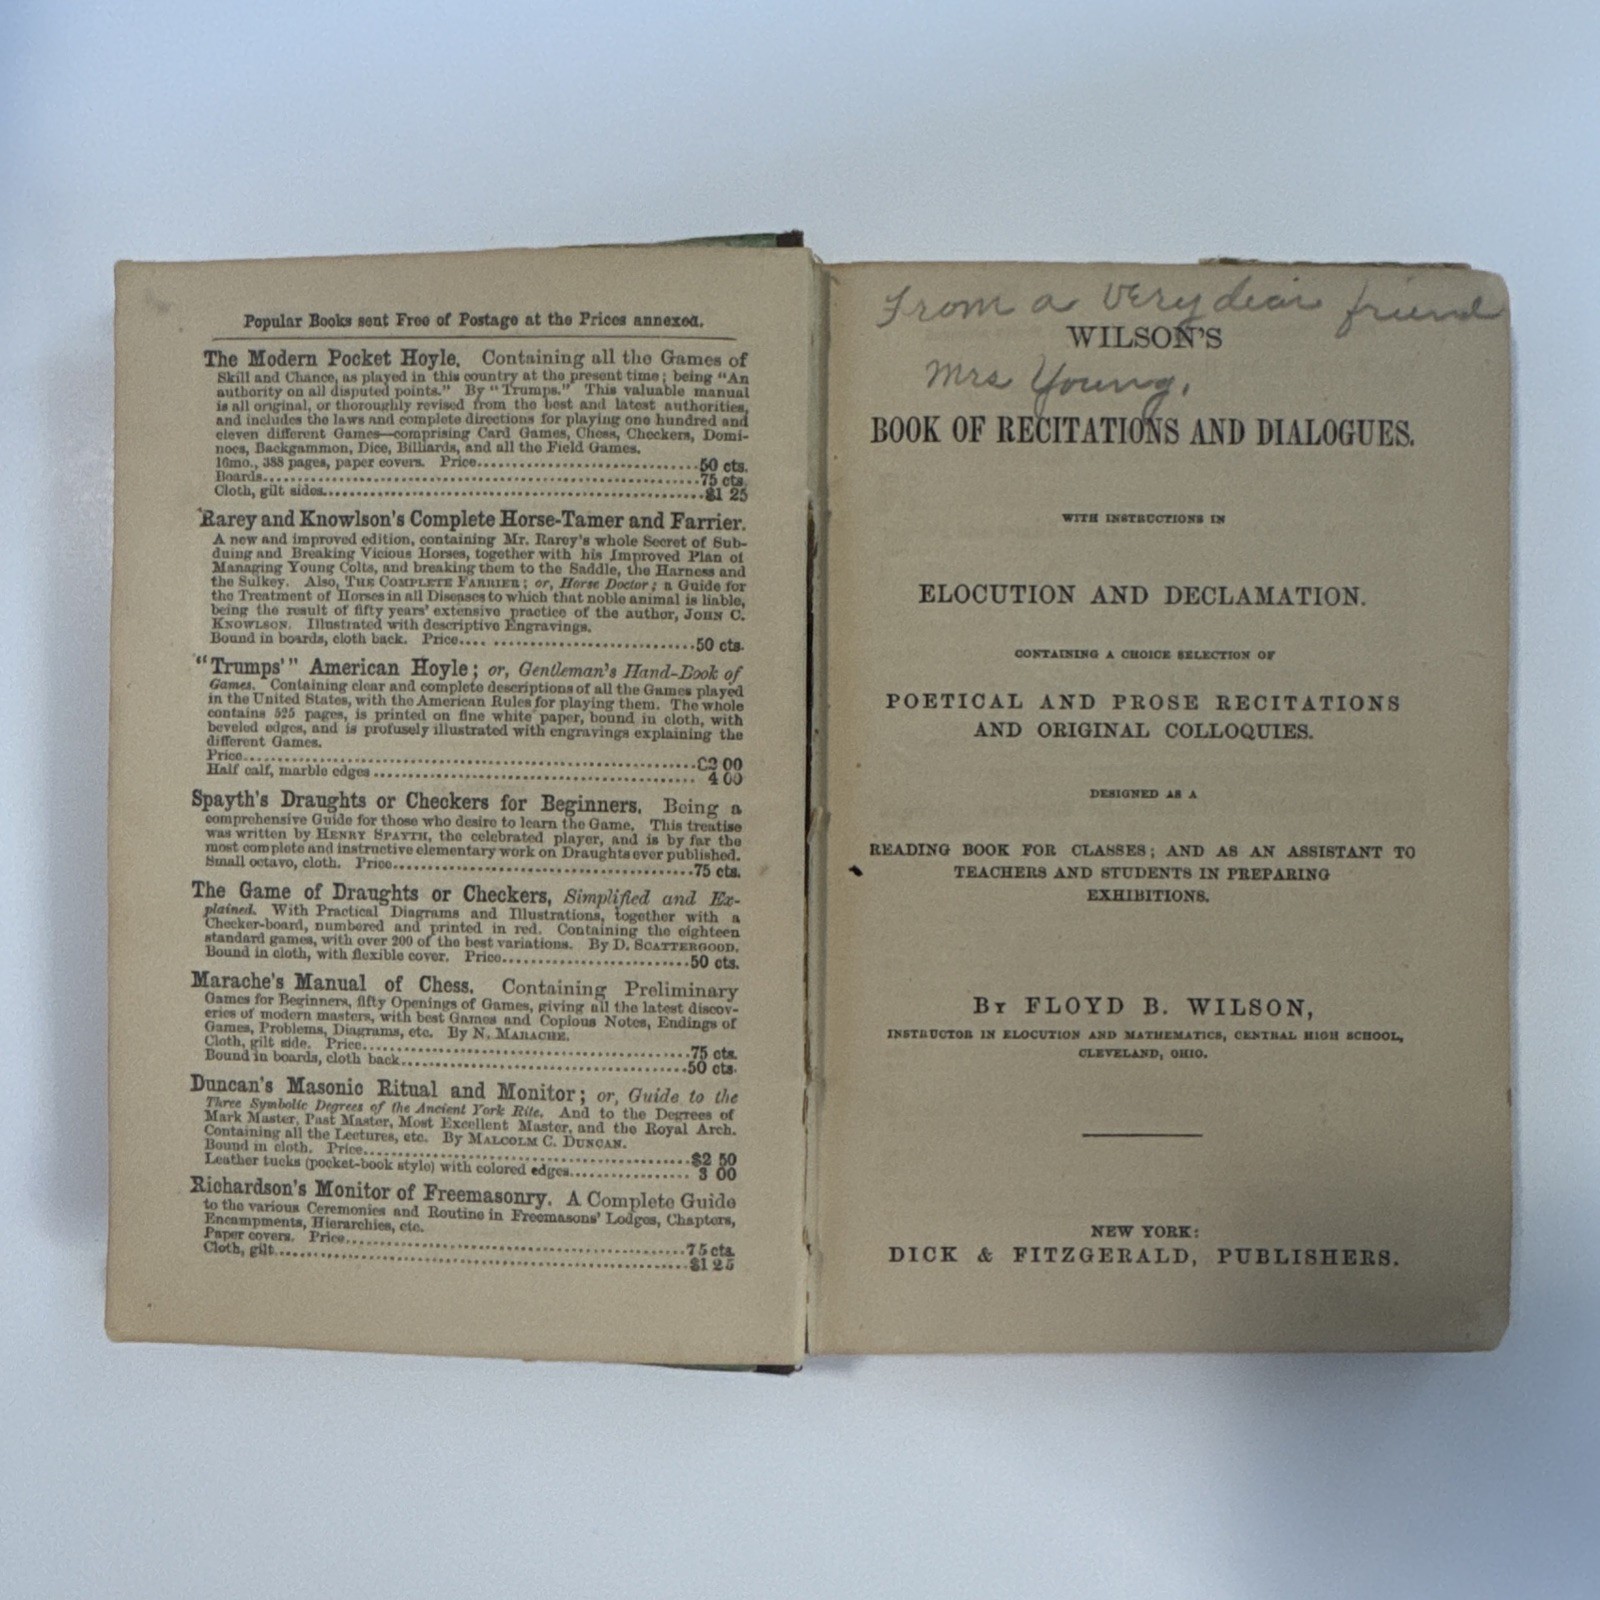 Popular Books sent Free of Postage at the Prices annexed.
The Modern Pocket Hoyle. Containing all the Games of
Skill and Chance, as played in this country at the present time; being "An
authority on all disputed points." By "Trumps." This valuable manual
is all original, or thoroughly revised from the best and latest authorities,
and includes the laws and complete directions for playing one hundred and
eleven different Games—comprising Card Games, Chess, Checkers, Domi-
noes, Backgammon, Dice, Billiards, and all the Field Games.
16mo., 388 pages, paper covers. Price..............................50 cts.
Boards..............................75 cts
Cloth, gilt sides..............................$1 25
Rarey and Knowlson's Complete Horse-Tamer and Farrier.
A new and improved edition, containing Mr. Rarey's whole Secret of Sub-
duing and Breaking Vicious Horses, together with his Improved Plan of
Managing Young Colts, and breaking them to the Saddle, the Harness and
the Sulkey. Also, THE COMPLETE FARRIER; or, Horse Doctor; a Guide for
the Treatment of Horses in all Diseases to which that noble animal is liable,
being the result of fifty years' extensive practice of the author, JOHN C.
KNOWLSON. Illustrated with descriptive Engravings.
Bound in boards, cloth back. Price..............................50 cts.
"Trumps'" American Hoyle; or, Gentleman's Hand-Book of
Games. Containing clear and complete descriptions of all the Games played
in the United States, with the American Rules for playing them. The whole
contains 525 pages, is printed on fine white paper, bound in cloth, with
beveled edges, and is profusely illustrated with engravings explaining the
different Games.
Price..............................$2 00
Half calf, marble edges..............................4 00
Spayth's Draughts or Checkers for Beginners. Being a
comprehensive Guide for those who desire to learn the Game. This treatise
was written by HENRY SPAYTH, the celebrated player, and is by far the
most complete and instructive elementary work on Draughts ever published.
Small octavo, cloth. Price..............................75 cts.
The Game of Draughts or Checkers, Simplified and Ex-
plained. With Practical Diagrams and Illustrations, together with a
Checker-board, numbered and printed in red. Containing the eighteen
standard games, with over 200 of the best variations. By D. SCATTERGOOD.
Bound in cloth, with flexible cover. Price..............................50 cts.
Marache's Manual of Chess. Containing Preliminary
Games for Beginners, fifty Openings of Games, giving all the latest discov-
eries of modern masters, with best Games and Copious Notes, Endings of
Games, Problems, Diagrams, etc. By N. MARACHE.
Cloth, gilt side. Price..............................75 cts.
Bound in boards, cloth back..............................50 cts.
Duncan's Masonic Ritual and Monitor; or, Guide to the
Three Symbolic Degrees of the Ancient York Rite. And to the Degrees of
Mark Master, Past Master, Most Excellent Master, and the Royal Arch.
Containing all the Lectures, etc. By MALCOLM C. DUNCAN.
Bound in cloth. Price..............................$2 50
Leather tucks (pocket-book style) with colored edges..............................3 00
Richardson's Monitor of Freemasonry. A Complete Guide
to the various Ceremonies and Routine in Freemasons' Lodges, Chapters,
Encampments, Hierarchies, etc.
Paper covers. Price..............................75 cts.
Cloth, gilt..............................$1 25
From a very dear friend
WILSON'S
Mrs Young.
BOOK OF RECITATIONS AND DIALOGUES.
WITH INSTRUCTIONS IN
ELOCUTION AND DECLAMATION.
CONTAINING A CHOICE SELECTION OF
POETICAL AND PROSE RECITATIONS
AND ORIGINAL COLLOQUIES.
DESIGNED AS A
READING BOOK FOR CLASSES; AND AS AN ASSISTANT TO
TEACHERS AND STUDENTS IN PREPARING
EXHIBITIONS.
BY FLOYD B. WILSON,
INSTRUCTOR IN ELOCUTION AND MATHEMATICS, CENTRAL HIGH SCHOOL,
CLEVELAND, OHIO.
NEW YORK:
DICK & FITZGERALD, PUBLISHERS.